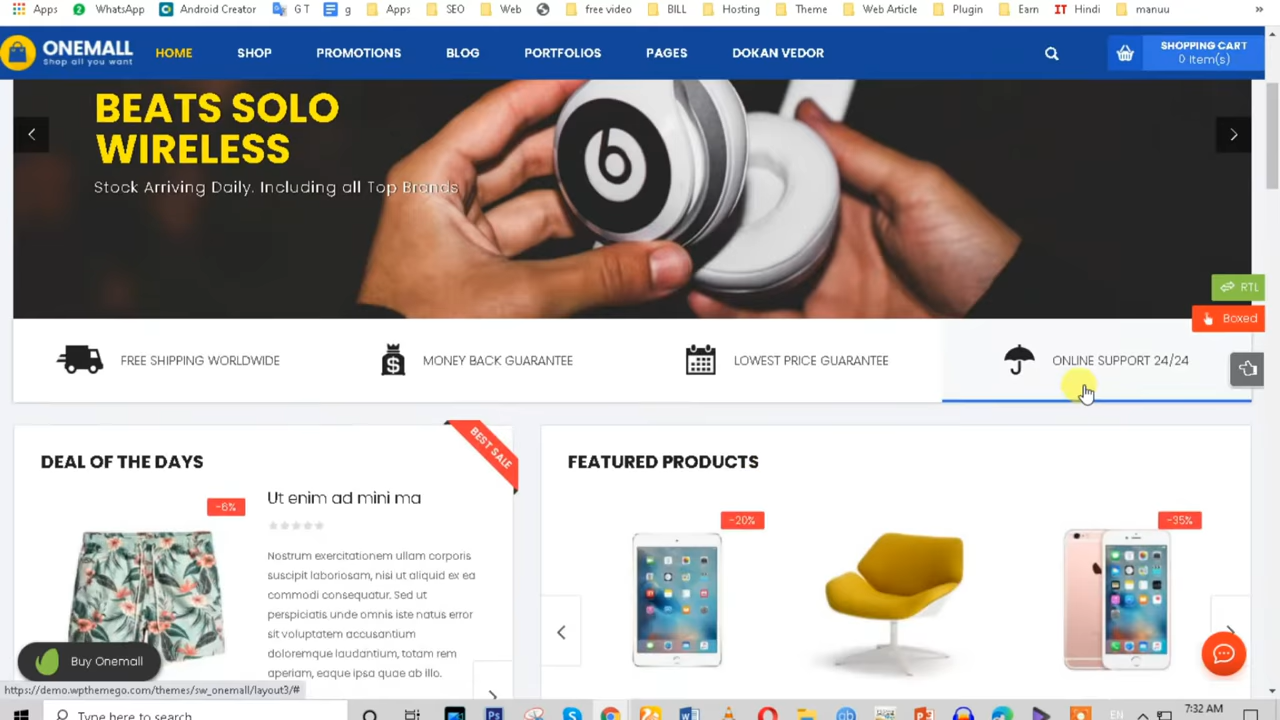 Apps WhatsApp Android Creator G T g Apps SEO Web free video BILL Hosting Theme Web Article Plugin Earn IT Hindi manuu »
ONEMALL
Shop all you want
HOME SHOP PROMOTIONS BLOG PORTFOLIOS PAGES DOKAN VEDOR
SHOPPING CART
0 Item(s)
BEATS SOLO
WIRELESS
Stock Arriving Daily. Including all Top Brands
RTL
Boxed
FREE SHIPPING WORLDWIDE MONEY BACK GUARANTEE LOWEST PRICE GUARANTEE ONLINE SUPPORT 24/24
DEAL OF THE DAYS
BEST SALE
-6%
Ut enim ad mini ma
Nostrum exercitationem ullam corporis
suscipit laboriosam, nisi ut aliquid ex ea
commodi consequatur. Sed ut
perspiciatis unde omnis iste natus error
sit voluptatem accusantium
doloremque laudantium, totam rem
aperiam, eaque ipsa quae ab illo.
FEATURED PRODUCTS
-20%
-35%
Buy Onemall
https://demo.wpthemego.com/themes/sw_onemall/layout3/#
Type here to search
EN
7:32 AM